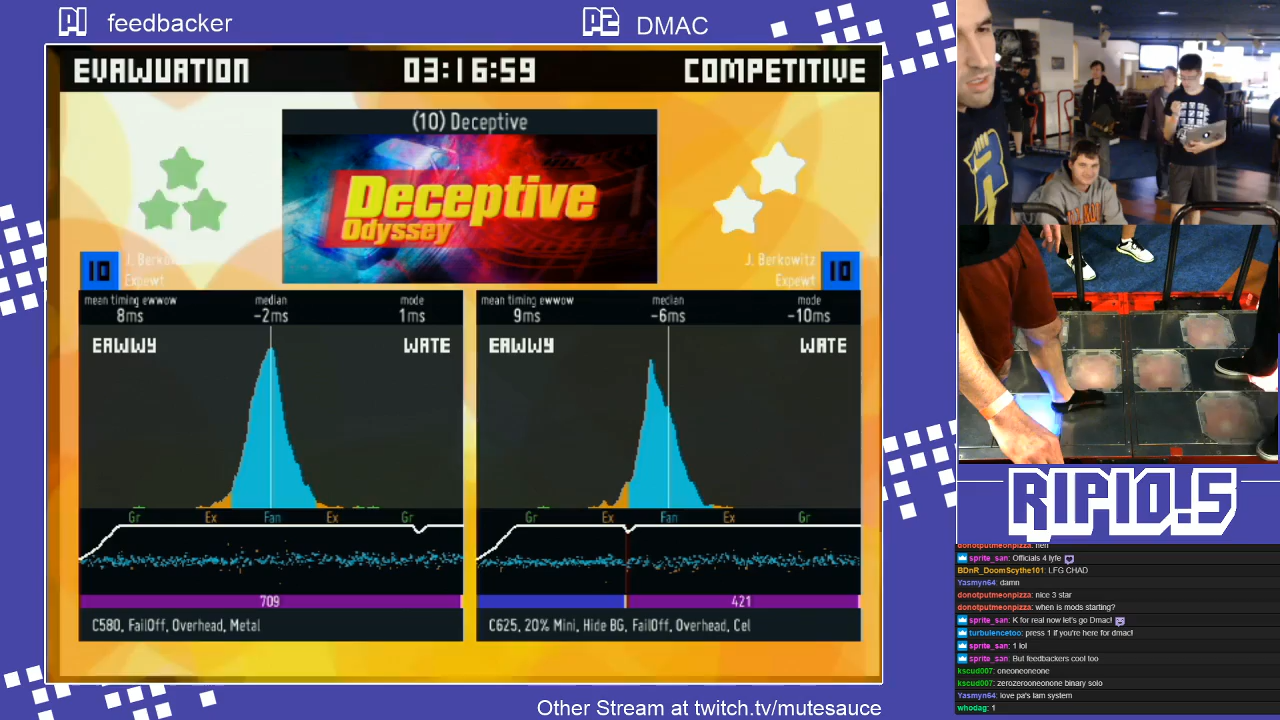 P1 feedbacker
P2 DMAC
EVAWUATION
03:16:59
COMPETITIVE
(10) Deceptive
Deceptive
Odyssey
10
J. Berkowitz
Expewt
J. Berkowitz
Expewt
10
mean timing ewwow
8ms
median
-2ms
mode
1ms
EAWWY
WATE
Gr Ex Fan Ex Gr
709
C580, FailOff, Overhead, Metal
mean timing ewwow
9ms
median
-6ms
mode
-10ms
EAWWY
WATE
Gr Ex Fan Ex Gr
421
C625, 20% Mini, Hide BG, FailOff, Overhead, Cel
RIP10.5
sprite_san: Officials 4 lyfe
BDnR_DoomScythe101: LFG CHAD
Yasmyn64: damn
donotputmeonpizza: nice 3 star
donotputmeonpizza: when is mods starting?
sprite_san: K for real now let's go Dmac!
turbulencetoo: press 1 if you're here for dmac!
sprite_san: 1 lol
sprite_san: But feedbackers cool too
kscud007: oneoneoneone
kscud007: zerozerooneonone binary solo
Yasmyn64: love pa's lam system
whodag: 1
Other Stream at twitch.tv/mutesauce